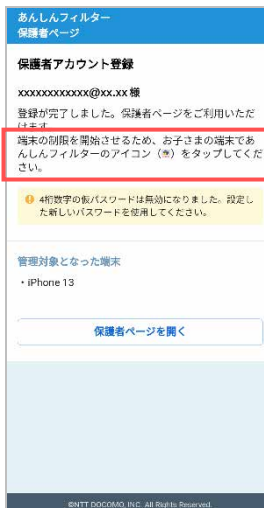 あんしんフィルター
保護者ページ
保護者アカウント登録
xxxxxxxxxxxx@xx.xx 様
登録が完了しました。保護者ページをご利用いただ
けます。
端末の制限を開始させるため、お子さまの端末であ
んしんフィルターのアイコン（）をタップしてくだ
さい。
4桁数字の仮パスワードは無効になりました。設定し
た新しいパスワードを使用してください。
管理対象となった端末
・iPhone 13
保護者ページを開く
©NTT DOCOMO, INC. All Rights Reserved.